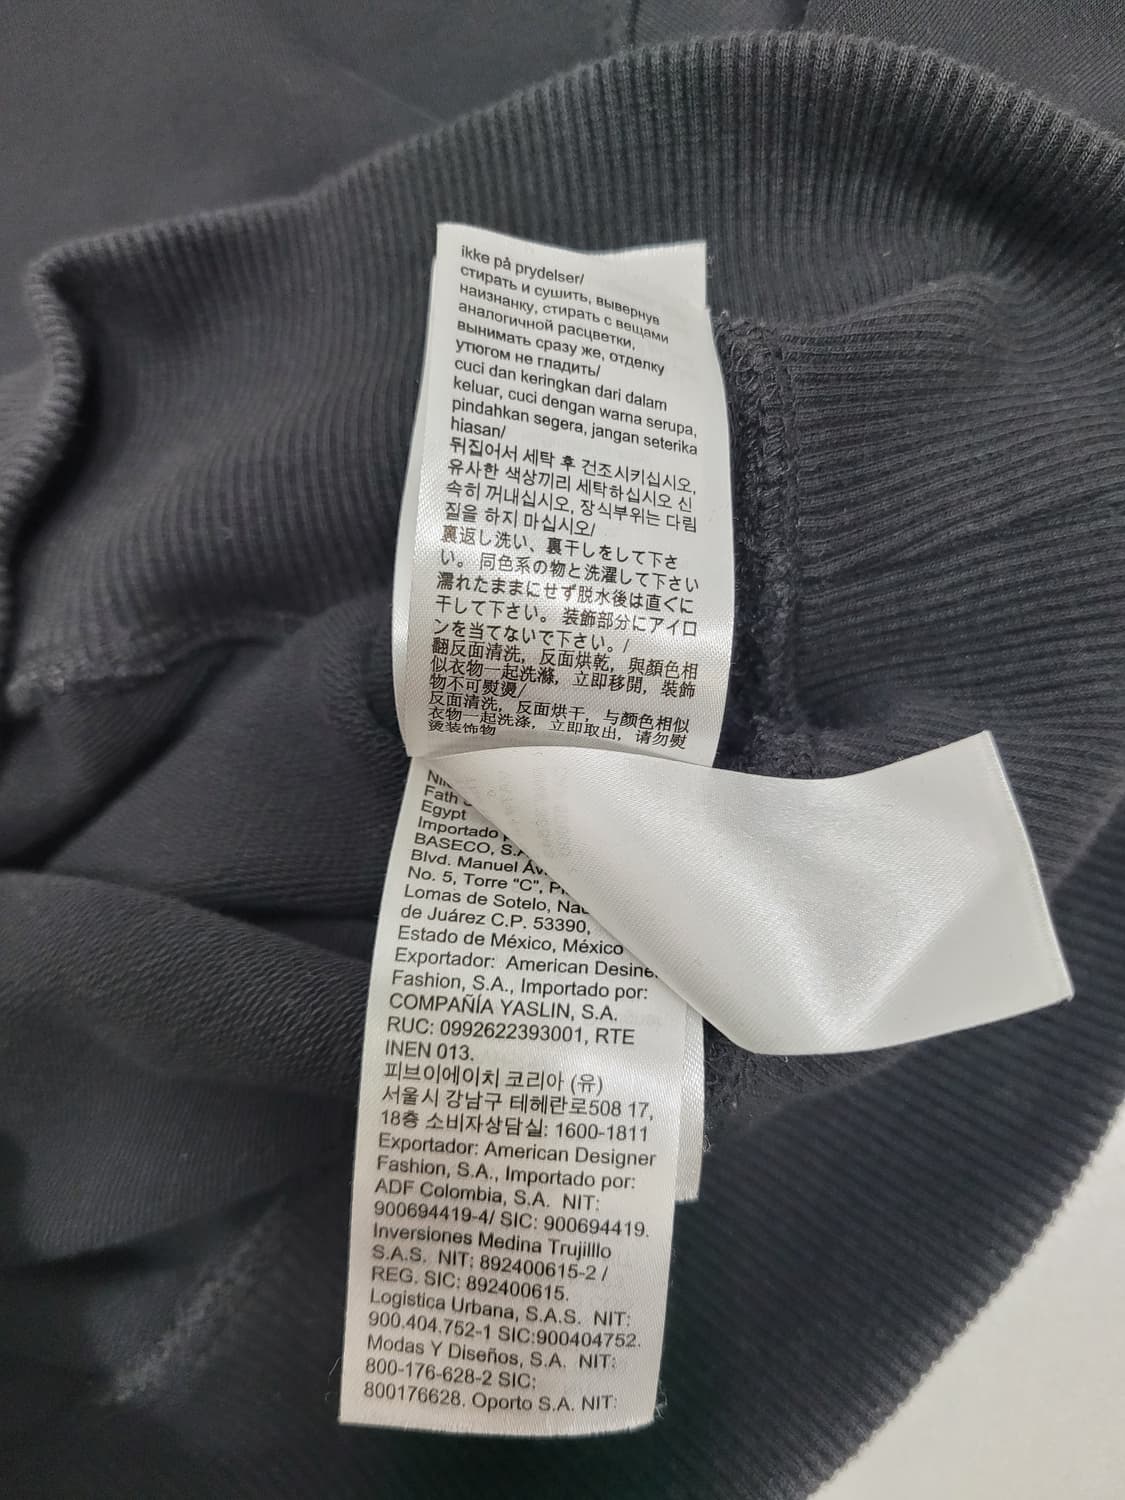 ikke på prydelser/
стирать и сушить, вывернув
наизнанку, стирать с вещами
аналогичной расцветки,
вынимать сразу же, отделку
утюгом не гладить/
cuci dan keringkan dari dalam
keluar, cuci dengan warna serupa,
pindahkan segera, jangan seterika
hiasan/
뒤집어서 세탁 후 건조시키십시오,
유사한 색상끼리 세탁하십시오 신
속히 꺼내십시오, 장식부위는 다림
질을 하지 마십시오/
裏返し洗い、裏干しをして下さ
い。 同色系の物と洗濯して下さい
濡れたままにせず脱水後は直ぐに
干して下さい。 装飾部分にアイロ
ンを当てないで下さい。/
翻反面清洗, 反面烘乾, 與顏色相
似衣物一起洗滌, 立即移開, 裝飾
物不可熨燙/
反面清洗, 反面烘干, 与颜色相似
衣物一起洗涤, 立即取出, 请勿熨
烫装饰物
Fath
Egypt
Importado
BASECO, S.A
Blvd. Manuel Áv
No. 5, Torre "C",
Lomas de Sotelo, Nau
de Juárez C.P. 53390,
Estado de México, México
Exportador: American Desine
Fashion, S.A., Importado por:
COMPAÑÍA YASLIN, S.A.
RUC: 0992622393001, RTE
INEN 013.
피브이에이치 코리아 (유)
서울시 강남구 테헤란로508 17,
18층 소비자상담실: 1600-1811
Exportador: American Designer
Fashion, S.A., Importado por:
ADF Colombia, S.A. NIT:
900694419-4/ SIC: 900694419.
Inversiones Medina Trujilllo
S.A.S. NIT: 892400615-2 /
REG. SIC: 892400615.
Logistica Urbana, S.A.S. NIT:
900.404.752-1 SIC:900404752.
Modas Y Diseños, S.A. NIT:
800-176-628-2 SIC:
800176628. Oporto S.A. NIT: